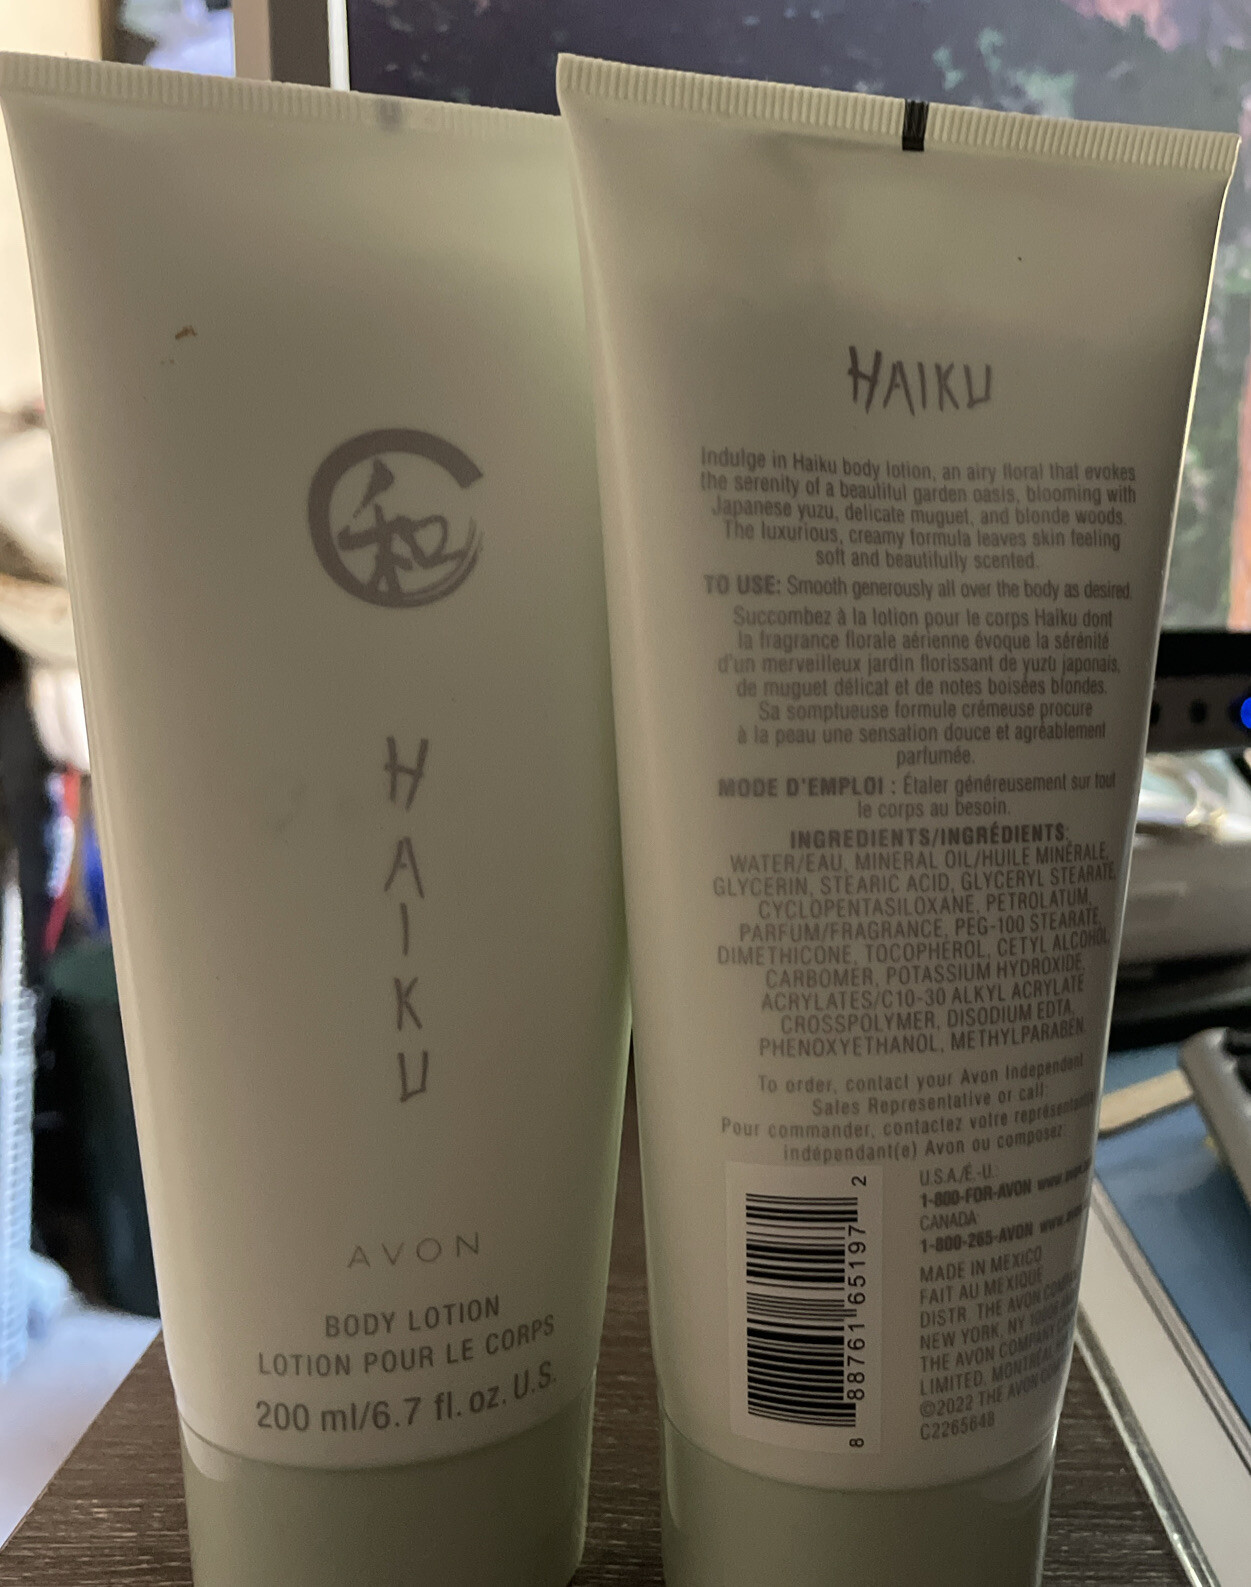 和
H
A
I
K
U
AVON
BODY LOTION
LOTION POUR LE CORPS
200 ml/6.7 fl. oz. U.S.
HAIKU
Indulge in Haiku body lotion, an airy floral that evokes
the serenity of a beautiful garden oasis, blooming with
Japanese yuzu, delicate muguet, and blonde woods.
The luxurious, creamy formula leaves skin feeling
soft and beautifully scented.
TO USE: Smooth generously all over the body as desired.
Succombez à la lotion pour le corps Haiku dont
la fragrance florale aérienne évoque la sérénité
d'un merveilleux jardin florissant de yuzu japonais,
de muguet délicat et de notes boisées blondes.
Sa somptueuse formule crémeuse procure
à la peau une sensation douce et agréablement
parfumée.
MODE D'EMPLOI : Étaler généreusement sur tout
le corps au besoin.
INGREDIENTS/INGRÉDIENTS:
WATER/EAU, MINERAL OIL/HUILE MINÉRALE,
GLYCERIN, STEARIC ACID, GLYCERYL STEARATE,
CYCLOPENTASILOXANE, PETROLATUM,
PARFUM/FRAGRANCE, PEG-100 STEARATE,
DIMETHICONE, TOCOPHEROL, CETYL ALCOHOL,
CARBOMER, POTASSIUM HYDROXIDE,
ACRYLATES/C10-30 ALKYL ACRYLATE
CROSSPOLYMER, DISODIUM EDTA,
PHENOXYETHANOL, METHYLPARABEN.
To order, contact your Avon Independent
Sales Representative or call:
Pour commander, contactez votre représentant
indépendant(e) Avon ou composez:
U.S.A/É.-U.:
1-800-FOR-AVON
CANADA
1-800-265-AVON
MADE IN MEXICO
FAIT AU MEXIQUE
DISTR. THE AVON
NEW YORK, NY
THE AVON COMPANY
LIMITED, MONTRÉAL
©2022 THE AVON
C2265648
8 88761 65197 2